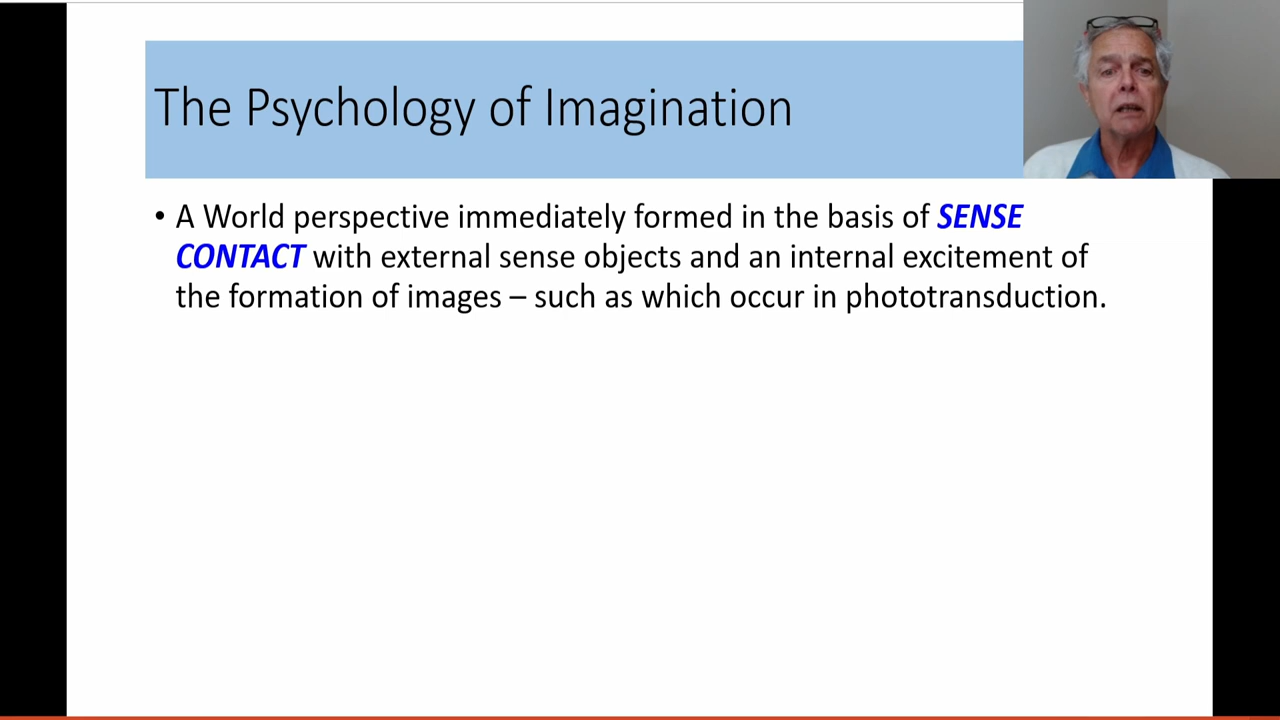 The Psychology of Imagination
• A World perspective immediately formed in the basis of SENSE
CONTACT with external sense objects and an internal excitement of
the formation of images – such as which occur in phototransduction.